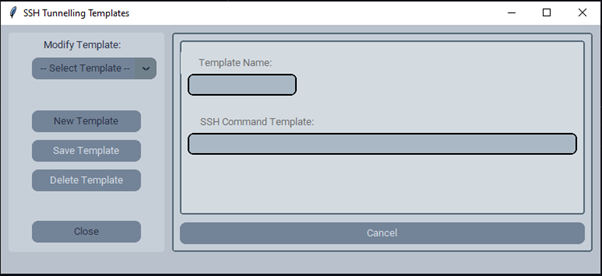 SSH Tunnelling Templates
Modify Template:
-- Select Template --
New Template
Save Template
Delete Template
Close
Template Name:
SSH Command Template:
Cancel